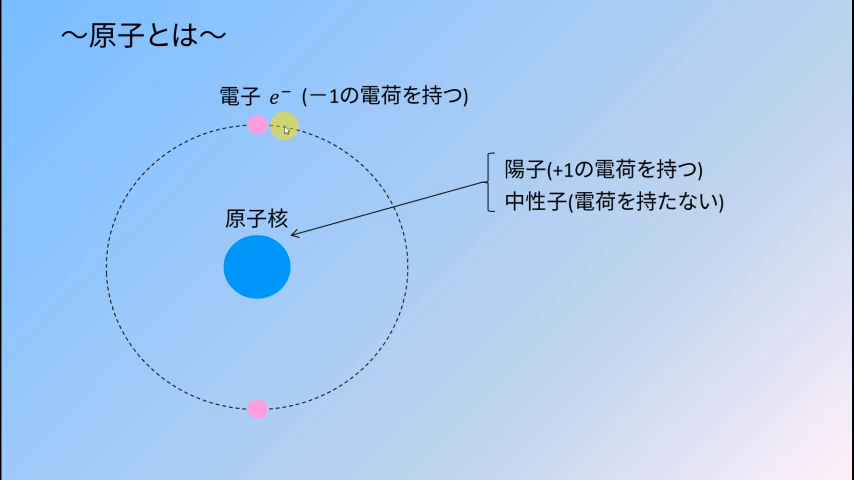 ～原子とは～
電子 e⁻ (－1の電荷を持つ)
陽子(+1の電荷を持つ)
中性子(電荷を持たない)
原子核